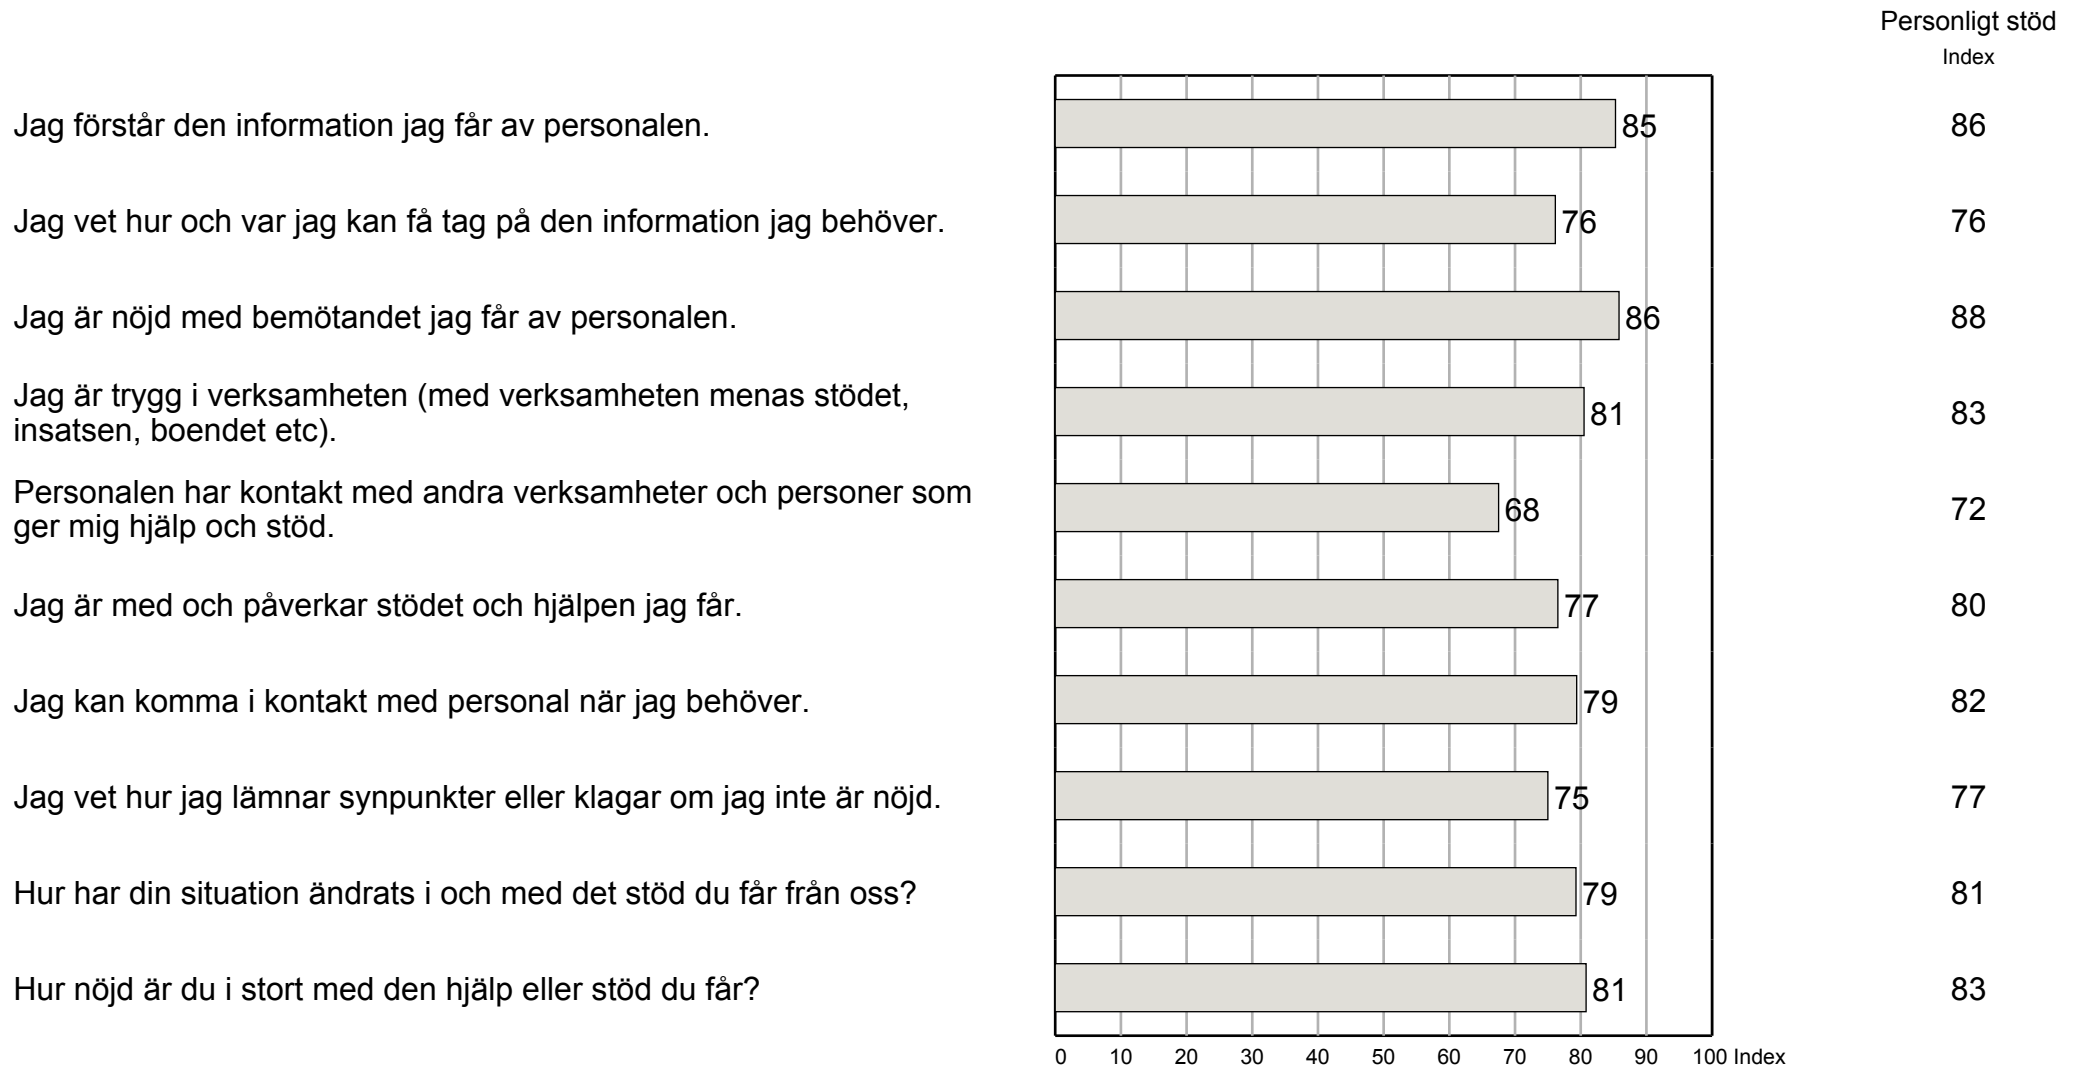 Personligt stöd
Index
Jag förstår den information jag får av personalen. 85 86
Jag vet hur och var jag kan få tag på den information jag behöver. 76 76
Jag är nöjd med bemötandet jag får av personalen. 86 88
Jag är trygg i verksamheten (med verksamheten menas stödet,
insatsen, boendet etc). 81 83
Personalen har kontakt med andra verksamheter och personer som
ger mig hjälp och stöd. 68 72
Jag är med och påverkar stödet och hjälpen jag får. 77 80
Jag kan komma i kontakt med personal när jag behöver. 79 82
Jag vet hur jag lämnar synpunkter eller klagar om jag inte är nöjd. 75 77
Hur har din situation ändrats i och med det stöd du får från oss? 79 81
Hur nöjd är du i stort med den hjälp eller stöd du får? 81 83
0 10 20 30 40 50 60 70 80 90 100 Index